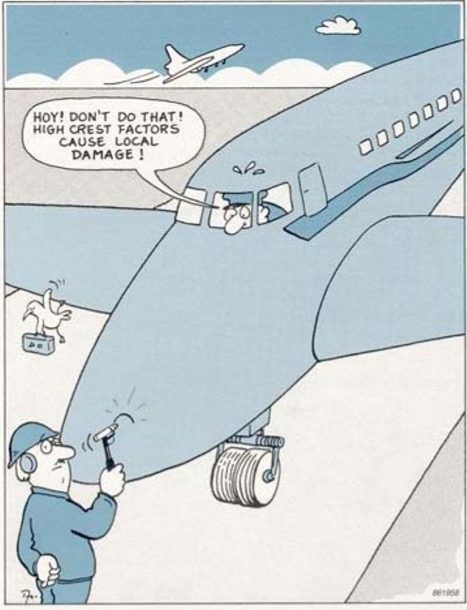 HOY! DON'T DO THAT!
HIGH CREST FACTORS
CAUSE LOCAL
DAMAGE!
861958